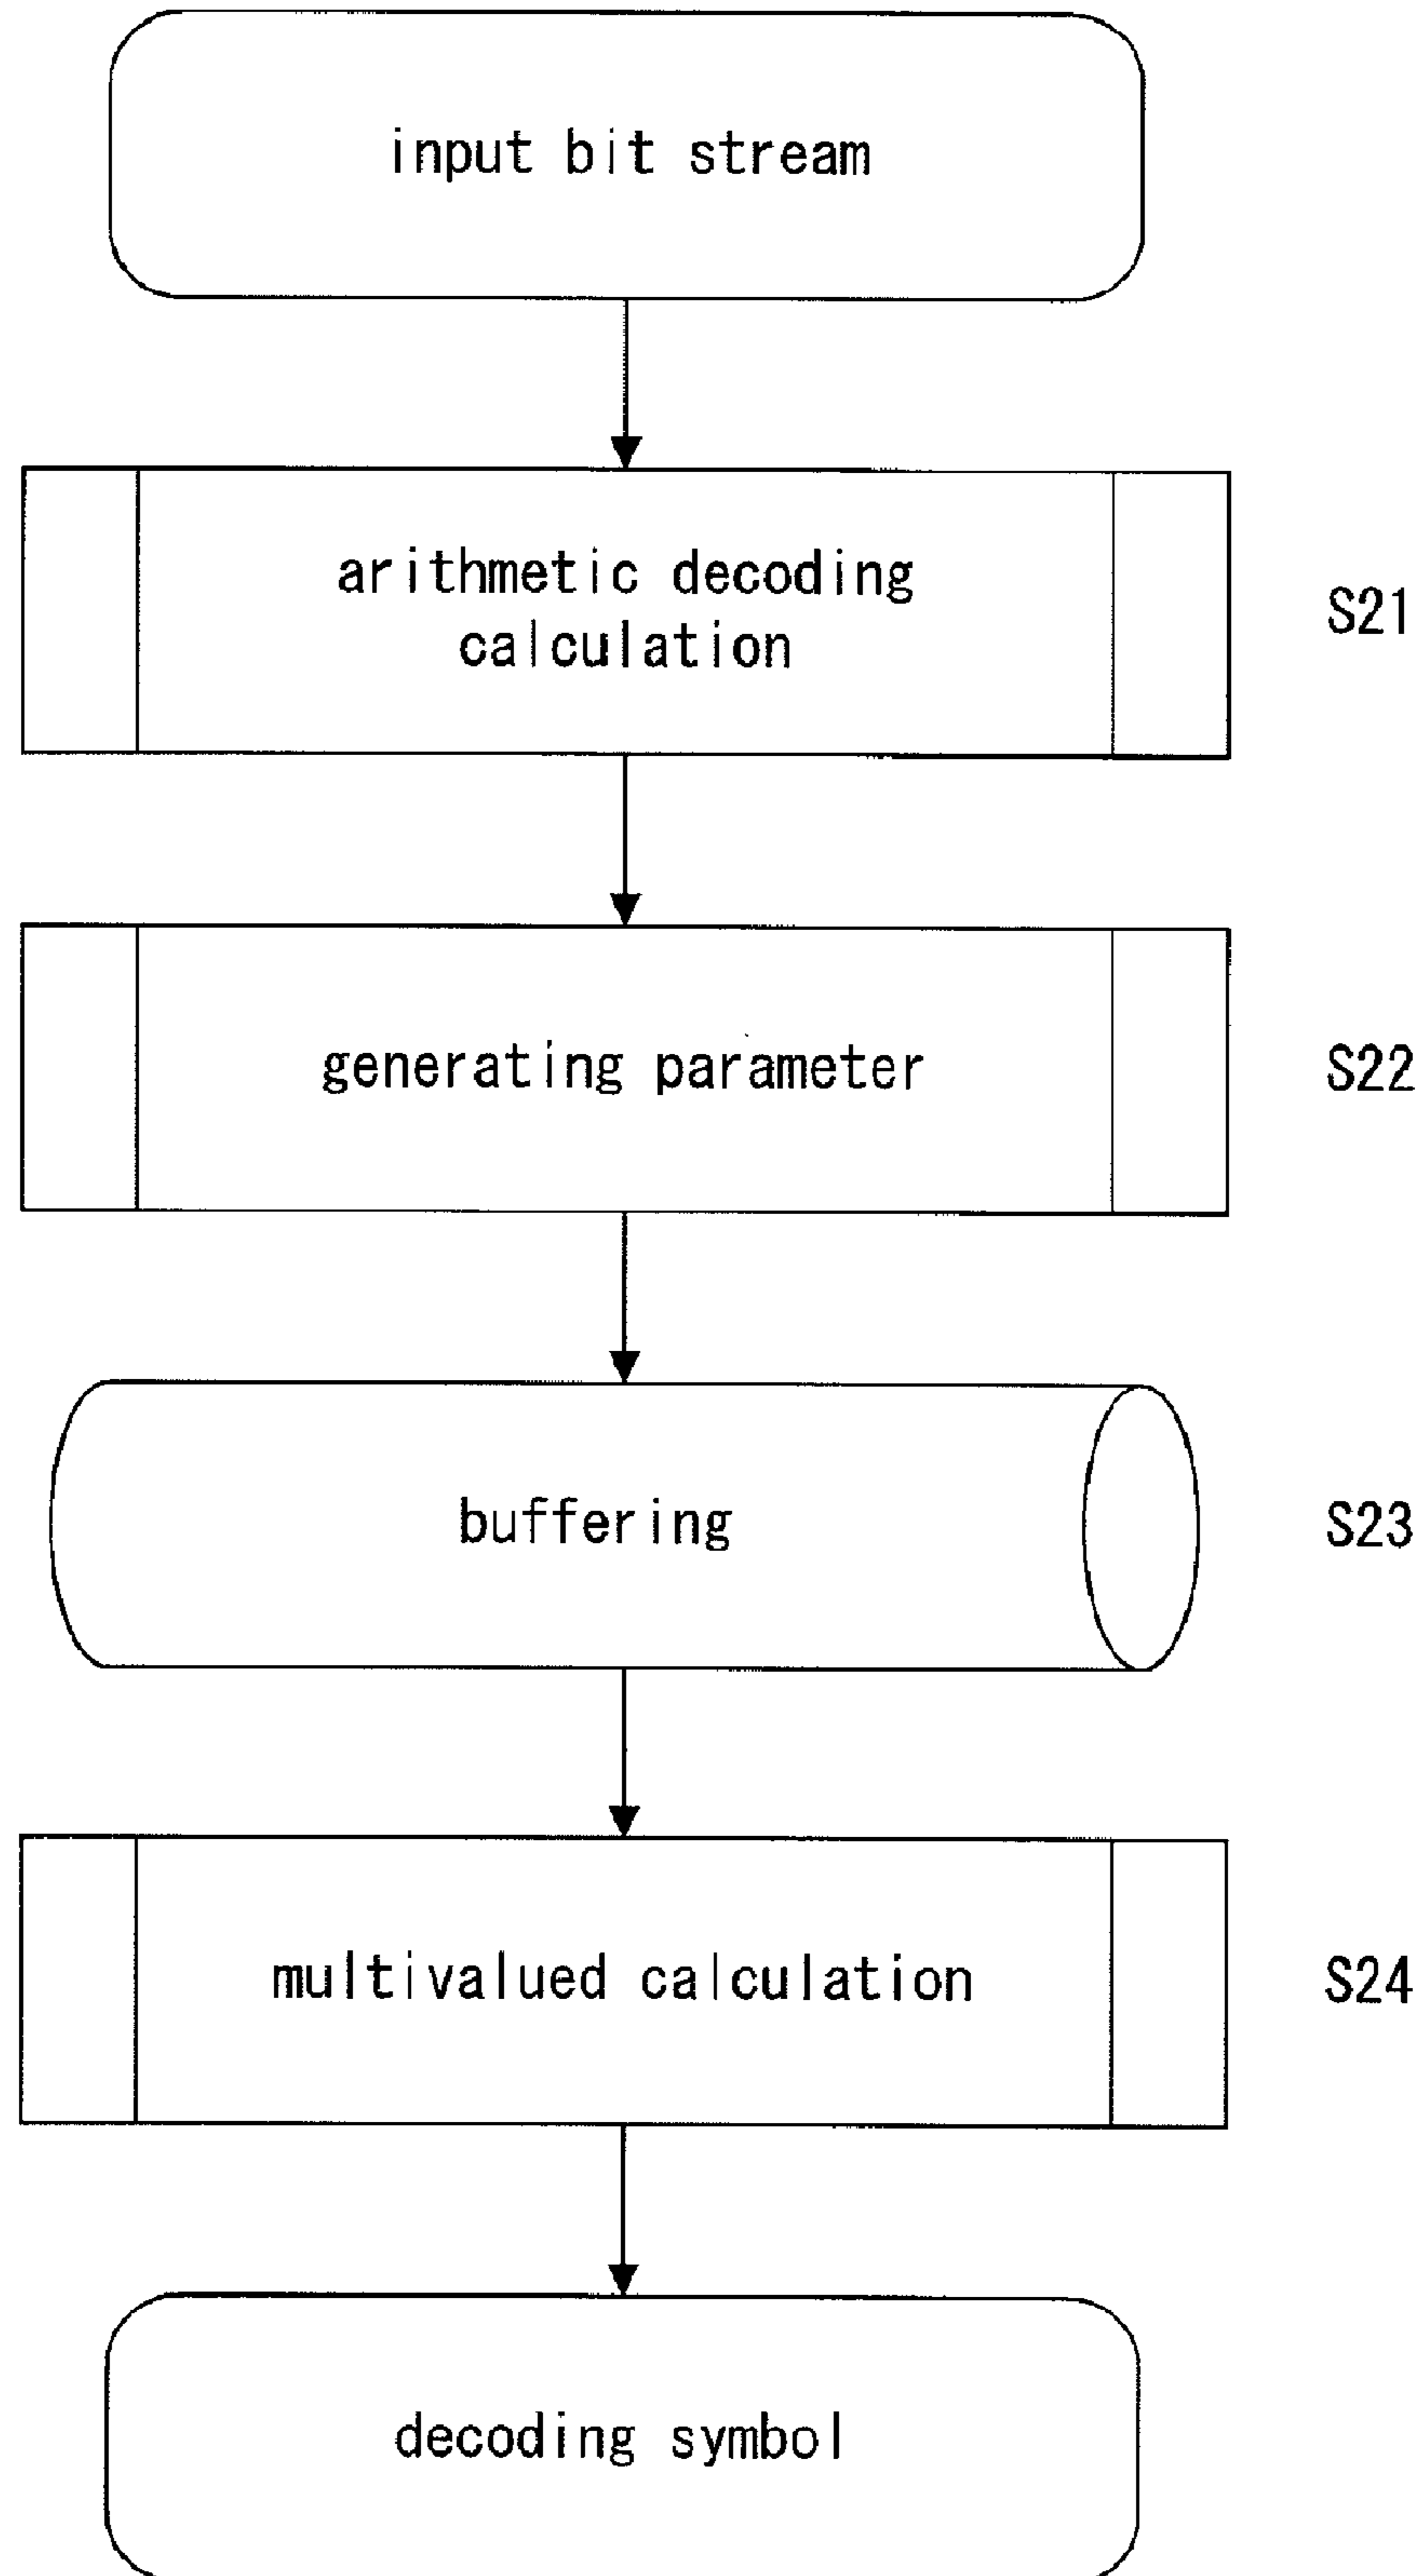 input bit stream
arithmetic decoding
calculation
S21
generating parameter
S22
buffering
S23
multivalued calculation
S24
decoding symbol